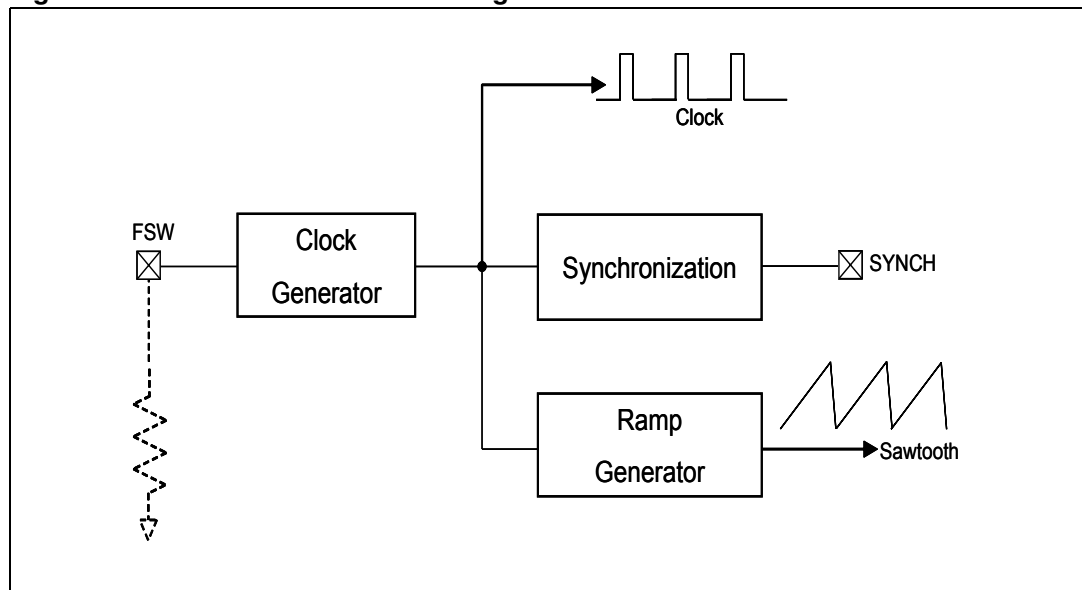 Clock
FSW
Clock
Generator
Synchronization
SYNCH
Ramp
Generator
Sawtooth